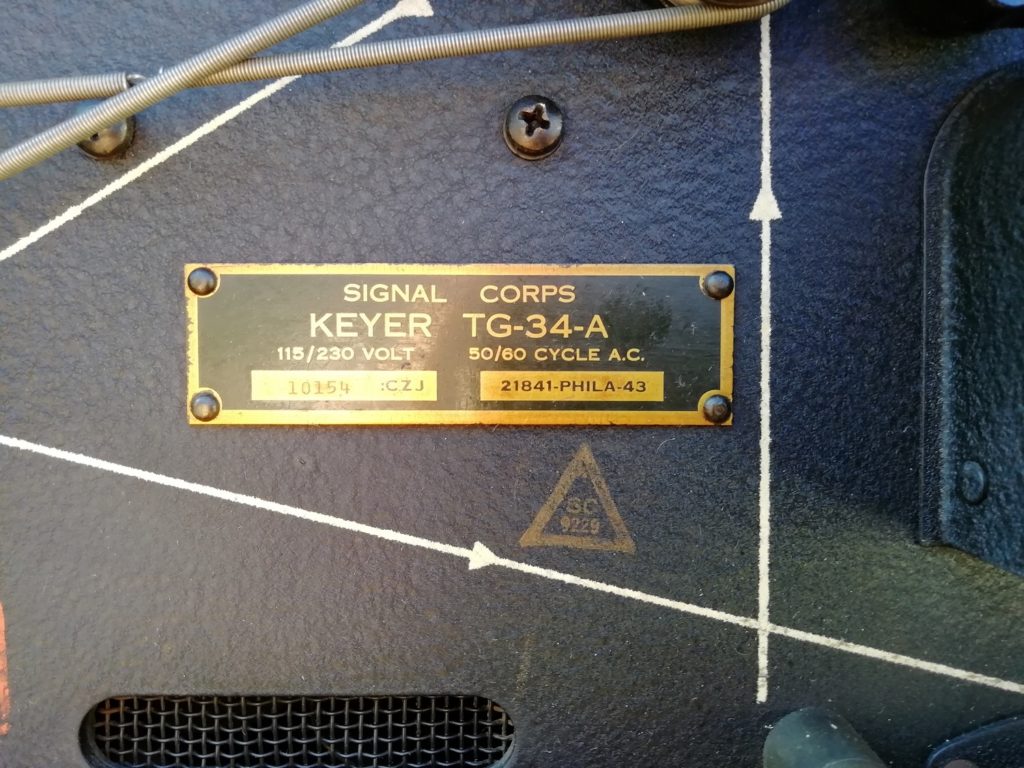 SIGNAL CORPS
KEYER TG-34-A
115/230 VOLT 50/60 CYCLE A.C.
10154 :CZJ 21841-PHILA-43
SC
9229